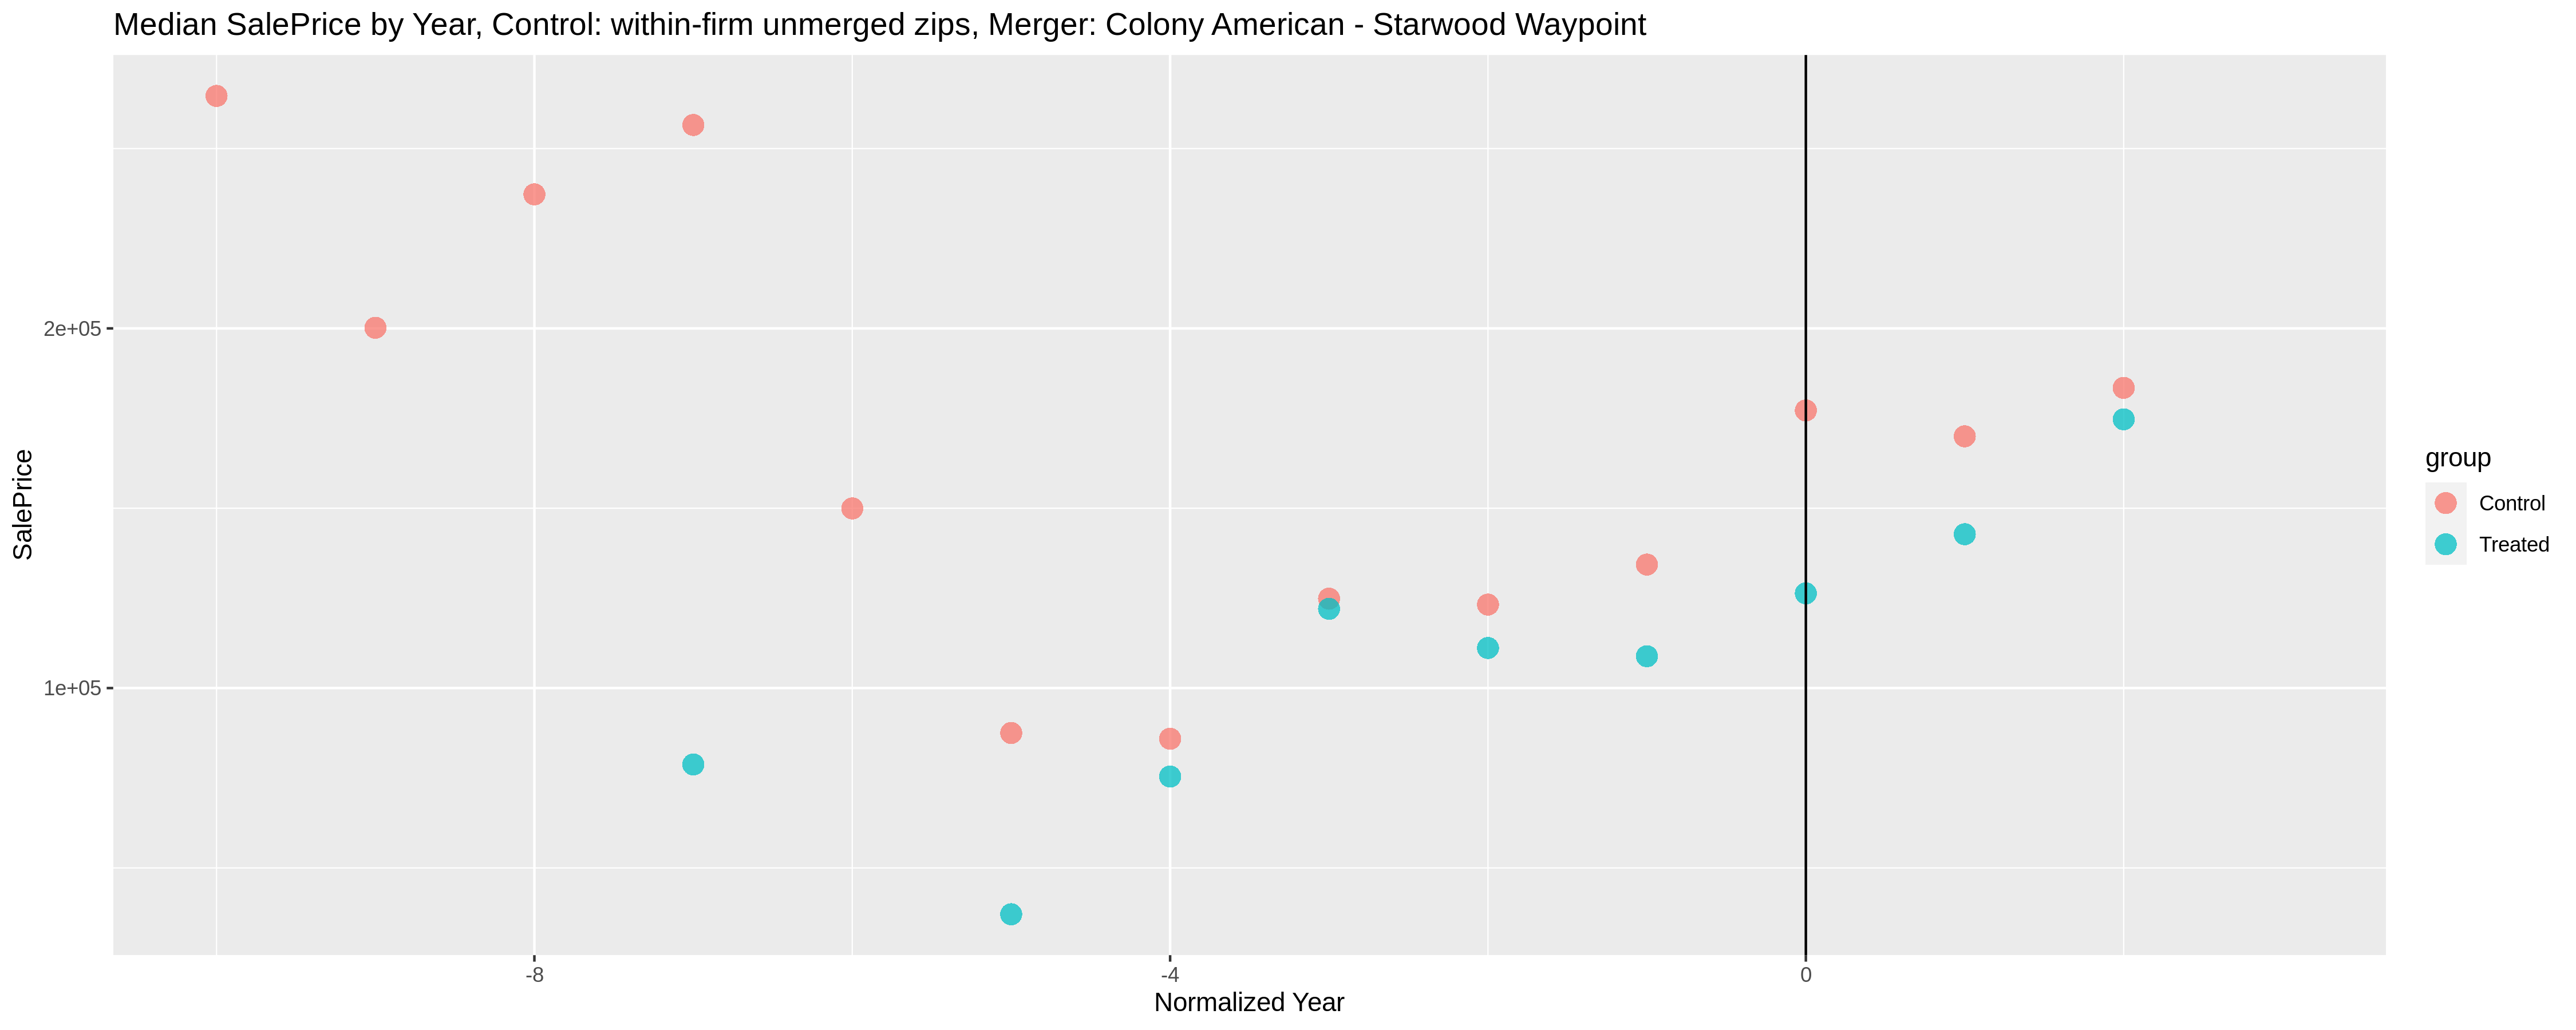 Median SalePrice by Year, Control: within-firm unmerged zips, Merger: Colony American - Starwood Waypoint
SalePrice
2e+05
1e+05
-8
-4
0
Normalized Year
group
Control
Treated